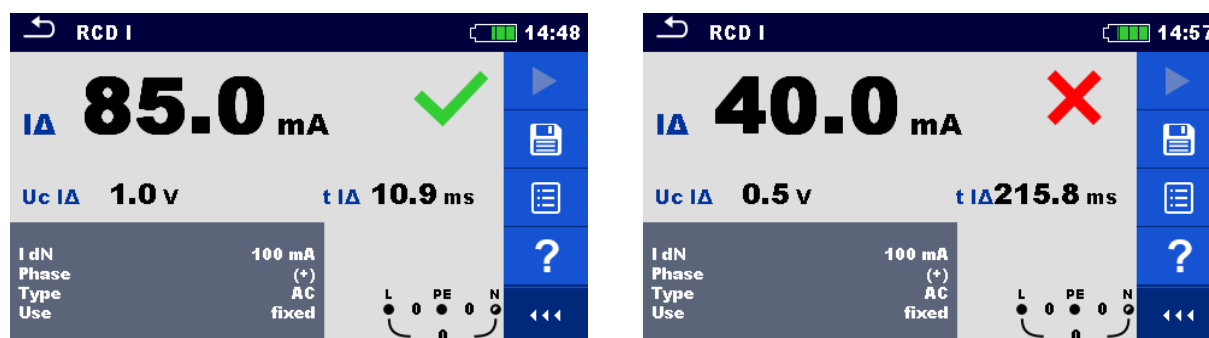 RCD I 14:48
IΔ 85.0 mA
Uc IΔ 1.0 V t IΔ 10.9 ms
I dN 100 mA
Phase (+)
Type AC
Use fixed
?
L PE N
0 0
0
RCD I 14:57
IΔ 40.0 mA
Uc IΔ 0.5 V t IΔ 215.8 ms
I dN 100 mA
Phase (+)
Type AC
Use fixed
?
L PE N
0 0
0